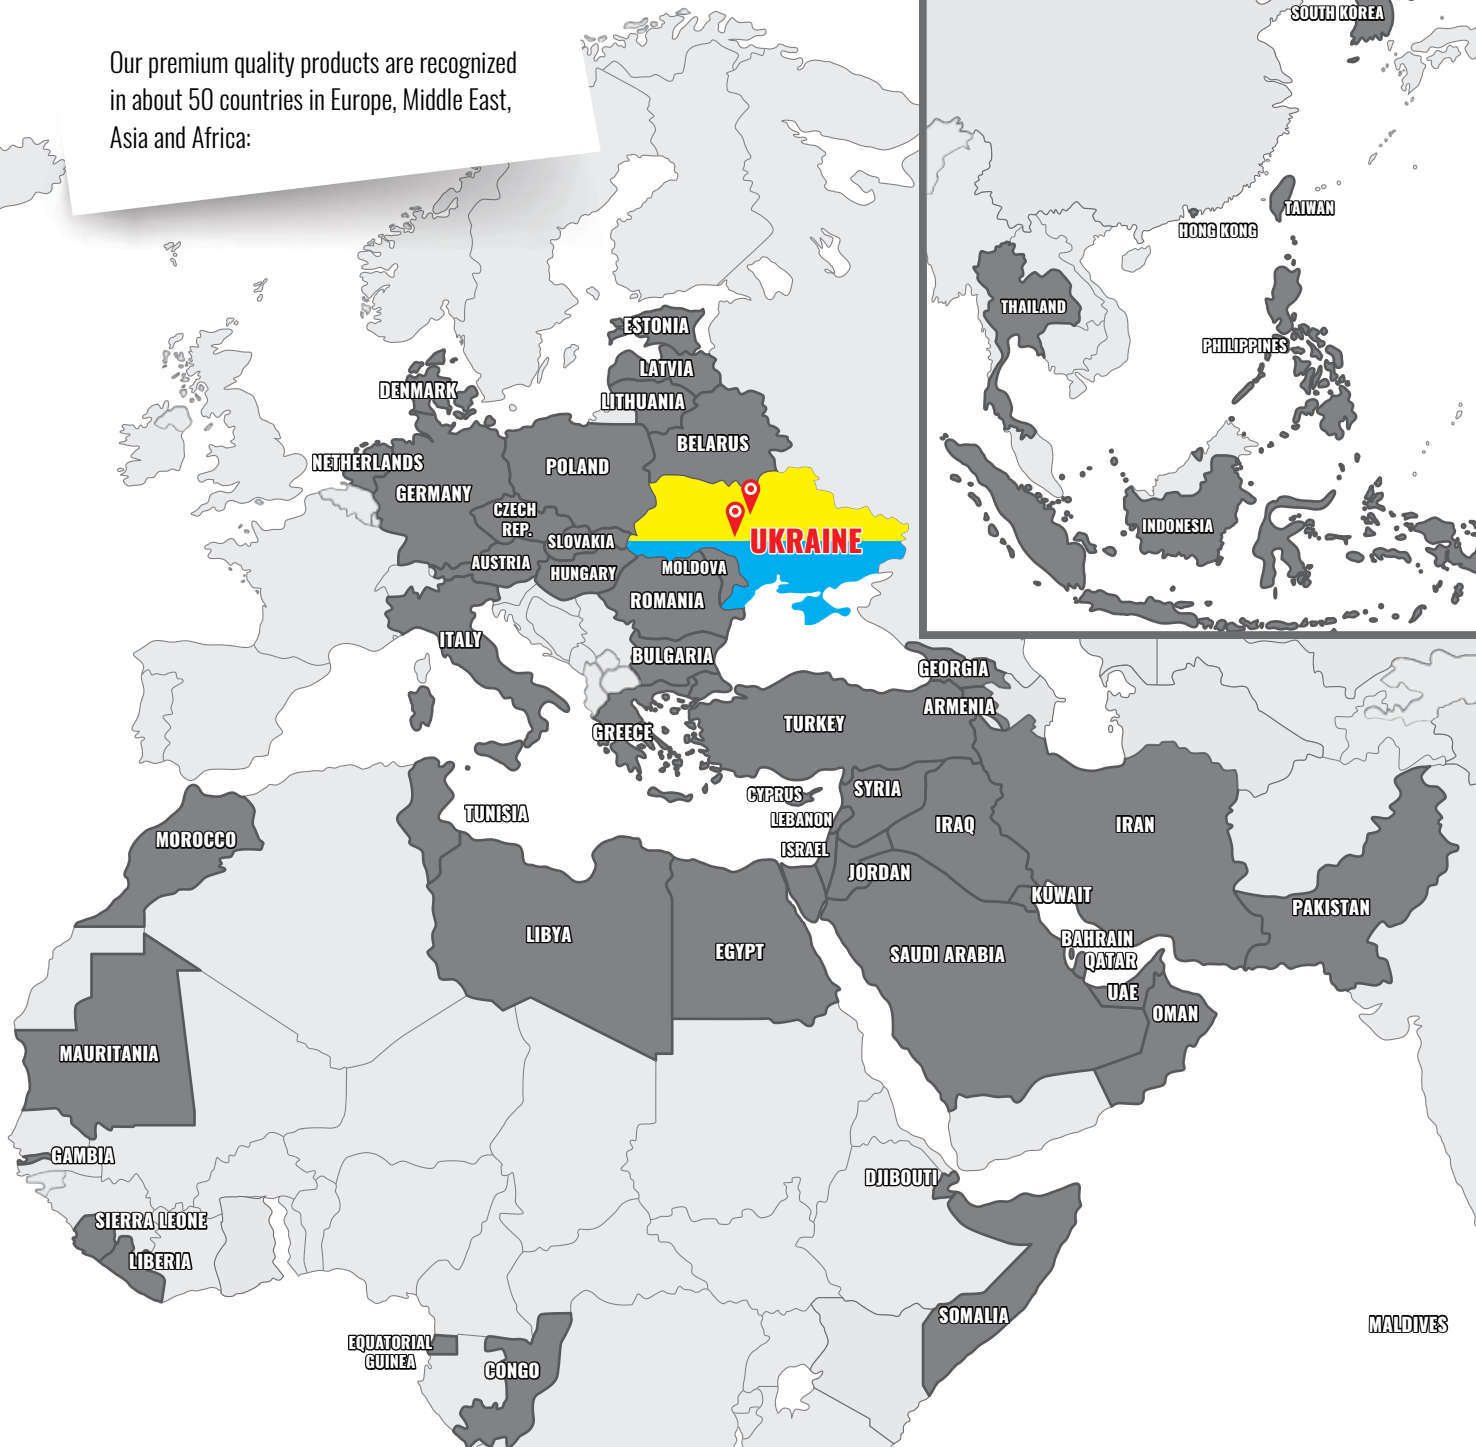 Our premium quality products are recognized
in about 50 countries in Europe, Middle East,
Asia and Africa:
SOUTH KOREA
TAIWAN
HONG KONG
THAILAND
PHILIPPINES
INDONESIA
ESTONIA
LATVIA
DENMARK
LITHUANIA
BELARUS
NETHERLANDS
POLAND
GERMANY
CZECH
REP.
SLOVAKIA
UKRAINE
AUSTRIA
HUNGARY
MOLDOVA
ROMANIA
ITALY
BULGARIA
GEORGIA
ARMENIA
GREECE
TURKEY
CYPRUS
SYRIA
TUNISIA
LEBANON
IRAQ
IRAN
MOROCCO
ISRAEL
JORDAN
KUWAIT
PAKISTAN
LIBYA
EGYPT
SAUDI ARABIA
BAHRAIN
QATAR
UAE
OMAN
MAURITANIA
GAMBIA
DJIBOUTI
SIERRA LEONE
LIBERIA
SOMALIA
MALDIVES
EQUATORIAL
GUINEA
CONGO